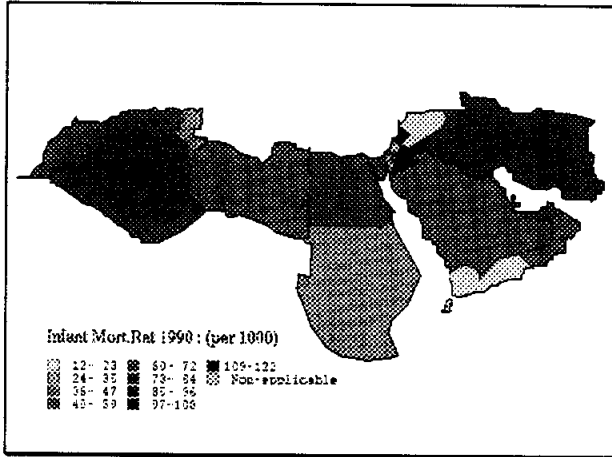 Infant Mort.Rat 1990 : (per 1000)
12- 23 60- 72 109-122
24- 35 73- 84 Non-applicable
36- 47 85- 96
48- 59 97-108